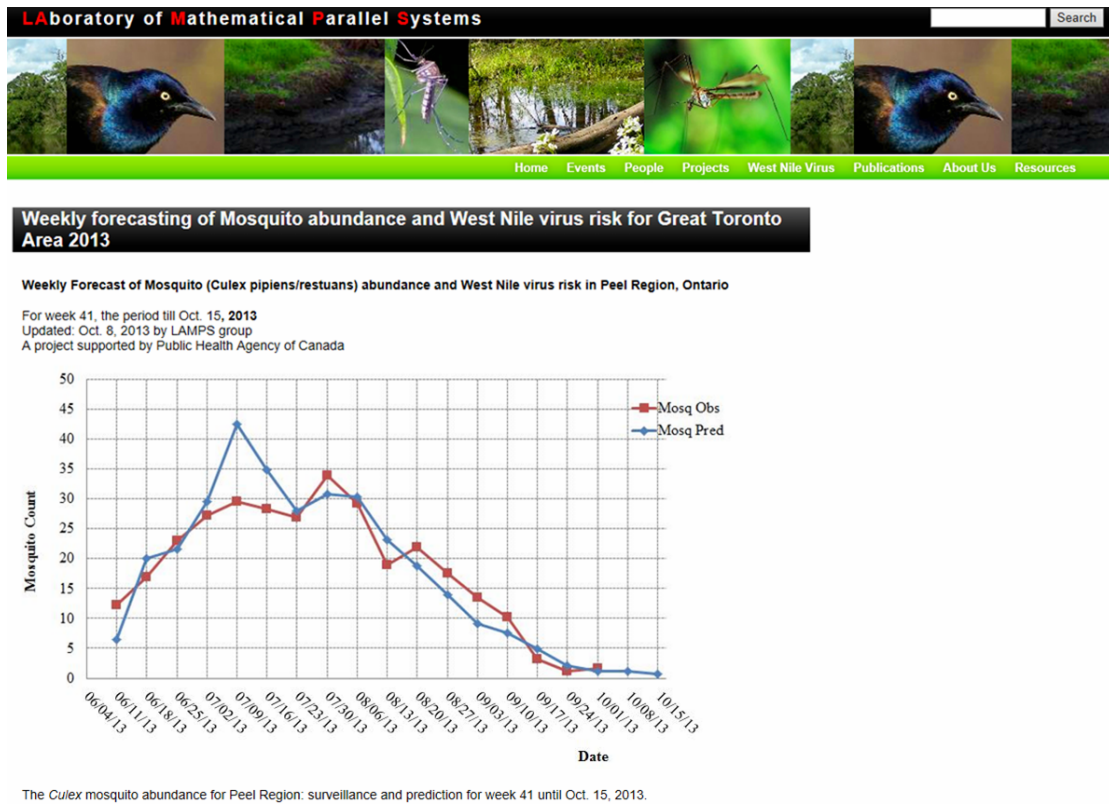 LAboratory of Mathematical Parallel Systems
Search
Home Events People Projects West Nile Virus Publications About Us Resources
Weekly forecasting of Mosquito abundance and West Nile virus risk for Great Toronto
Area 2013
Weekly Forecast of Mosquito (Culex pipiens/restuans) abundance and West Nile virus risk in Peel Region, Ontario
For week 41, the period till Oct. 15, 2013
Updated: Oct. 8, 2013 by LAMPS group
A project supported by Public Health Agency of Canada
50
45
40
35
30
25
20
15
10
5
0
Mosquito Count
Mosq Obs
Mosq Pred
06/04/13
06/11/13
06/18/13
06/25/13
07/02/13
07/09/13
07/16/13
07/23/13
07/30/13
08/06/13
08/13/13
08/20/13
08/27/13
09/03/13
09/10/13
09/17/13
09/24/13
10/01/13
10/08/13
10/15/13
Date
The Culex mosquito abundance for Peel Region: surveillance and prediction for week 41 until Oct. 15, 2013.